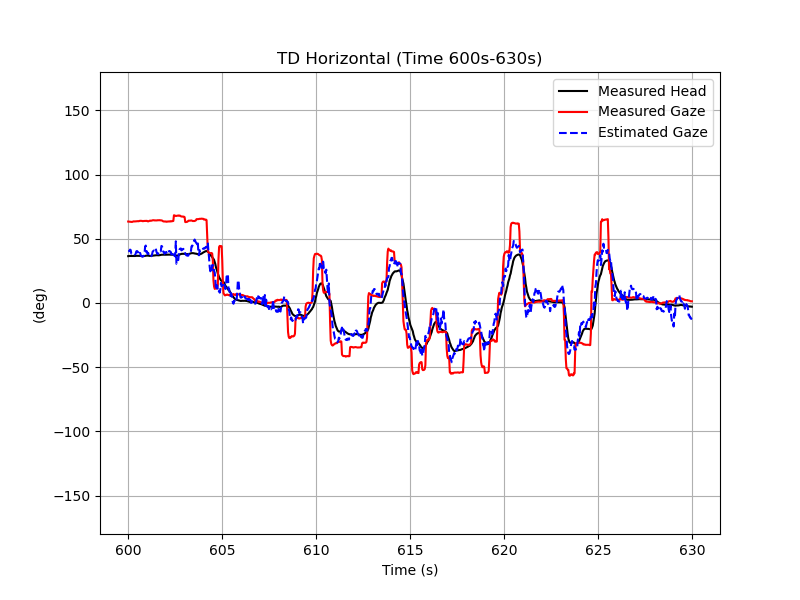 TD Horizontal (Time 600s-630s)
Measured Head
Measured Gaze
Estimated Gaze
150
100
50
0
−50
−100
−150
(deg)
600 605 610 615 620 625 630
Time (s)